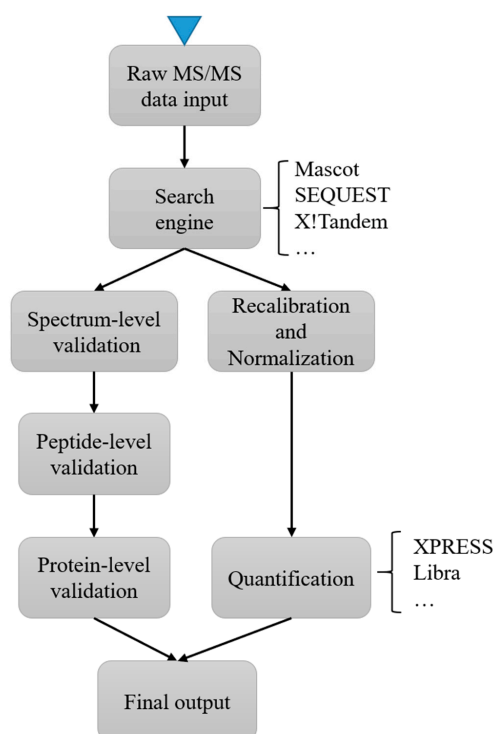 Raw MS/MS
data input
Search
engine
Mascot
SEQUEST
X!Tandem
…
Spectrum-level
validation
Recalibration
and
Normalization
Peptide-level
validation
Protein-level
validation
Quantification
XPRESS
Libra
…
Final output